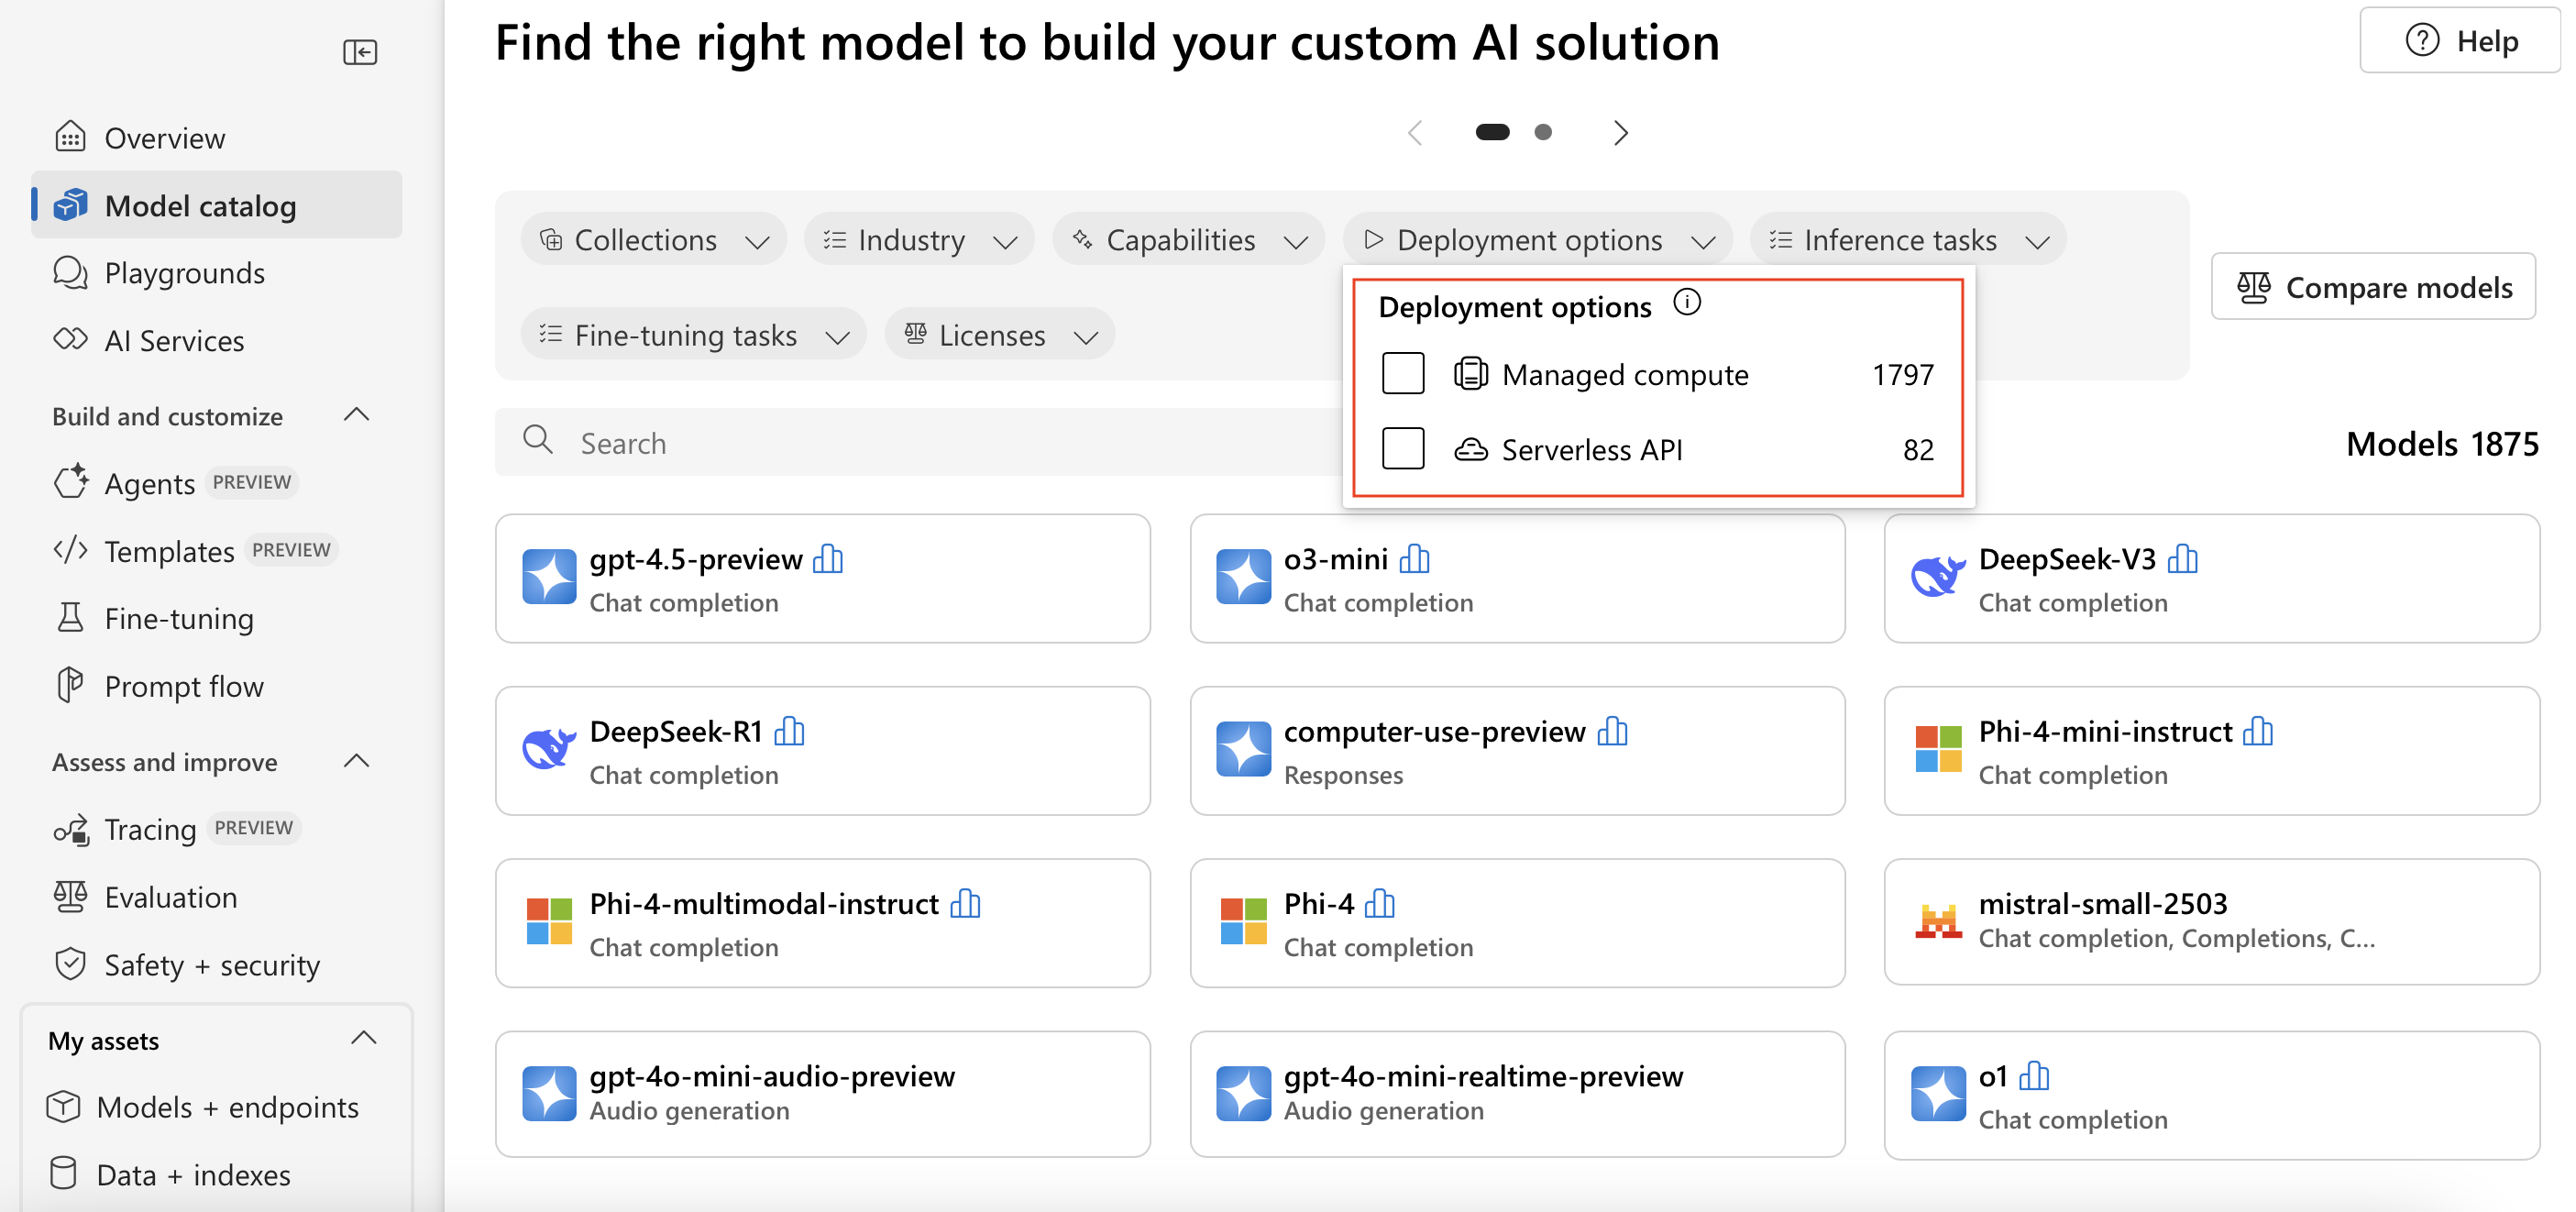 Find the right model to build your custom AI solution
Help
Overview
Model catalog
Playgrounds
AI Services
Build and customize
Agents PREVIEW
Templates PREVIEW
Fine-tuning
Prompt flow
Assess and improve
Tracing PREVIEW
Evaluation
Safety + security
My assets
Models + endpoints
Data + indexes
Collections Industry Capabilities Deployment options Inference tasks
Fine-tuning tasks Licenses
Compare models
Deployment options
Managed compute 1797
Serverless API 82
Search
Models 1875
gpt-4.5-preview
Chat completion
o3-mini
Chat completion
DeepSeek-V3
Chat completion
DeepSeek-R1
Chat completion
computer-use-preview
Responses
Phi-4-mini-instruct
Chat completion
Phi-4-multimodal-instruct
Chat completion
Phi-4
Chat completion
mistral-small-2503
Chat completion, Completions, C...
gpt-4o-mini-audio-preview
Audio generation
gpt-4o-mini-realtime-preview
Audio generation
o1
Chat completion